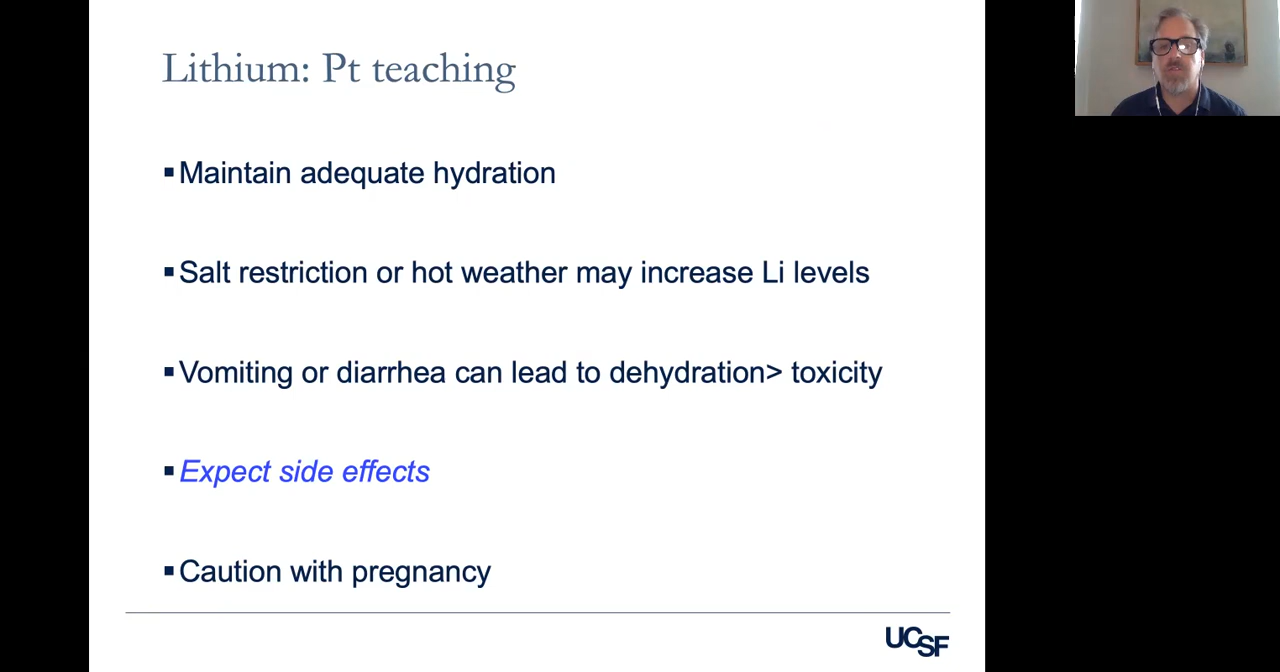 Lithium: Pt teaching
▪Maintain adequate hydration
▪Salt restriction or hot weather may increase Li levels
▪Vomiting or diarrhea can lead to dehydration> toxicity
▪Expect side effects
▪Caution with pregnancy
UCSF